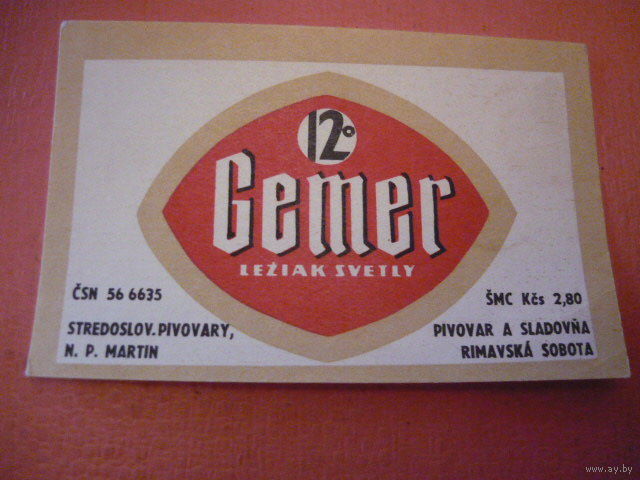 12°
Gemer
LEŽIAK SVETLY
ČSN 56 6635
STREDOSLOV. PIVOVARY,
N. P. MARTIN
ŠMC Kčs 2,80
PIVOVAR A SLADOVŇA
RIMAVSKÁ SOBOTA
www.ay.by